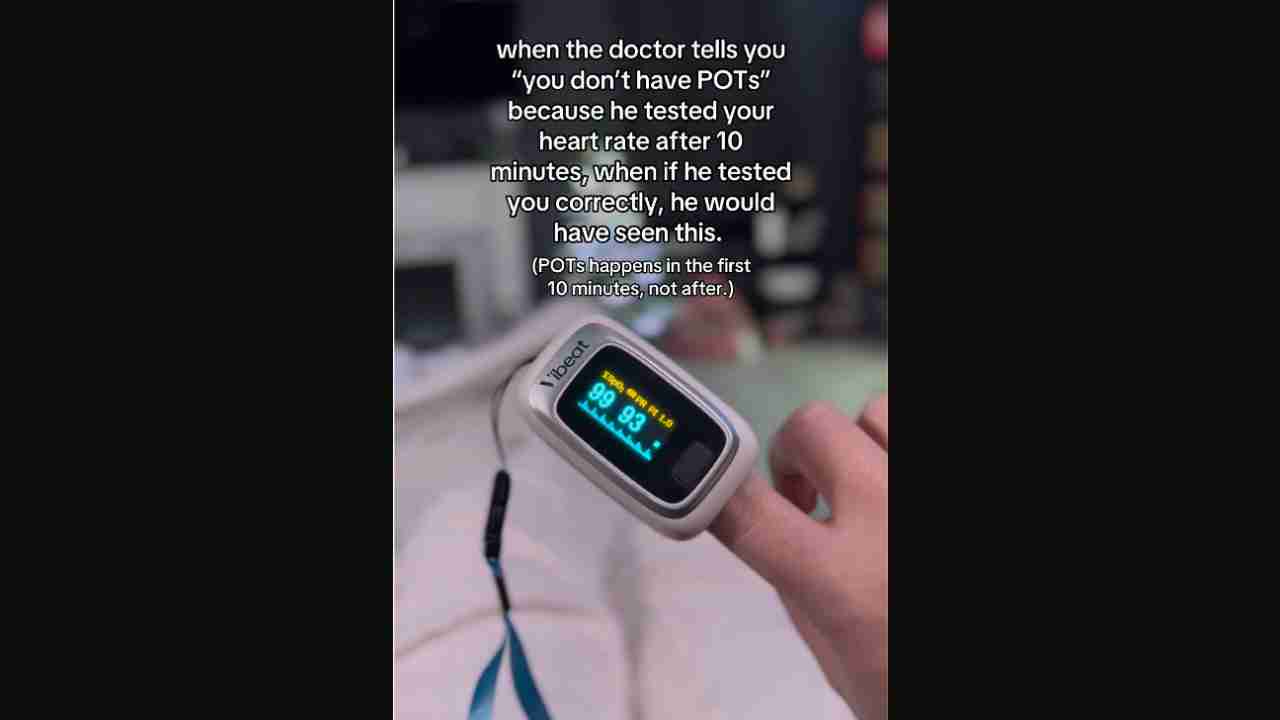 when the doctor tells you
“you don’t have POTs”
because he tested your
heart rate after 10
minutes, when if he tested
you correctly, he would
have seen this.
(POTs happens in the first
10 minutes, not after.)
Vibeat
%SpO₂ PR PI 1.0
99 93